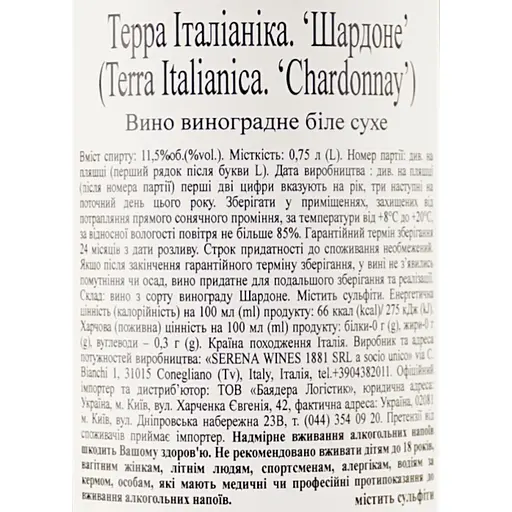 Терра Італіаніка. ‘Шардоне’
(Terra Italianica. ‘Chardonnay’)
Вино виноградне біле сухе
Вміст спирту: 11,5%об.(%vol.). Місткість: 0,75 л (L). Номер партії: див. на
пляшці (перший рядок після букви L). Дата виробництва : див. на пляшці
(після номера партії) перші дві цифри вказують на рік, три наступні на
поточний день цього року. Зберігати у приміщеннях, захищених від
потрапляння прямого сонячного проміння, за температури від +8°С до +20°С,
за відносної вологості повітря не більше 85%. Гарантійний термін зберігання
24 місяців з дати розливу. Строк придатності до споживання необмежений.
Якщо після закінчення гарантійного терміну зберігання, у вині не з’явились
помутніння чи осад, вино придатне для подальшого зберігання та реалізації.
Склад: вино з сорту винограду Шардоне. Містить сульфіти. Енергетична
цінність (калорійність) на 100 мл (ml) продукту: 66 ккал (kcal)/ 275 кДж (kJ).
Харчова (поживна) цінність на 100 мл (ml) продукту: білки-0 г (g), жири-0 г
(g), вуглеводи – 0,3 г (g). Країна походження Італія. Виробник та адреса
потужностей виробництва: «SERENA WINES 1881 SRL a socio unico» via C.
Bianchi 1, 31015 Conegliano (Tv), Italy, Італія, tel.+3904382011. Офіційний
імпортер та дистриб’ютор: ТОВ «Баядера Логістик», юридична адреса:
Україна, м. Київ, вул. Харченка Євгенія, 42, фактична адреса: Україна, 02081
м. Київ, вул. Дніпровська набережна 23В, т. (044) 354 09 20. Претензії від
споживачів приймає імпортер. Надмірне вживання алкогольних напоїв
шкодить Вашому здоров’ю. Не рекомендовано вживати дітям до 18 років,
вагітним жінкам, літнім людям, спортсменам, алергікам, водіям за
кермом, особам, які мають медичні чи професійні протипоказання до
вживання алкогольних напоїв. містить сульфіти